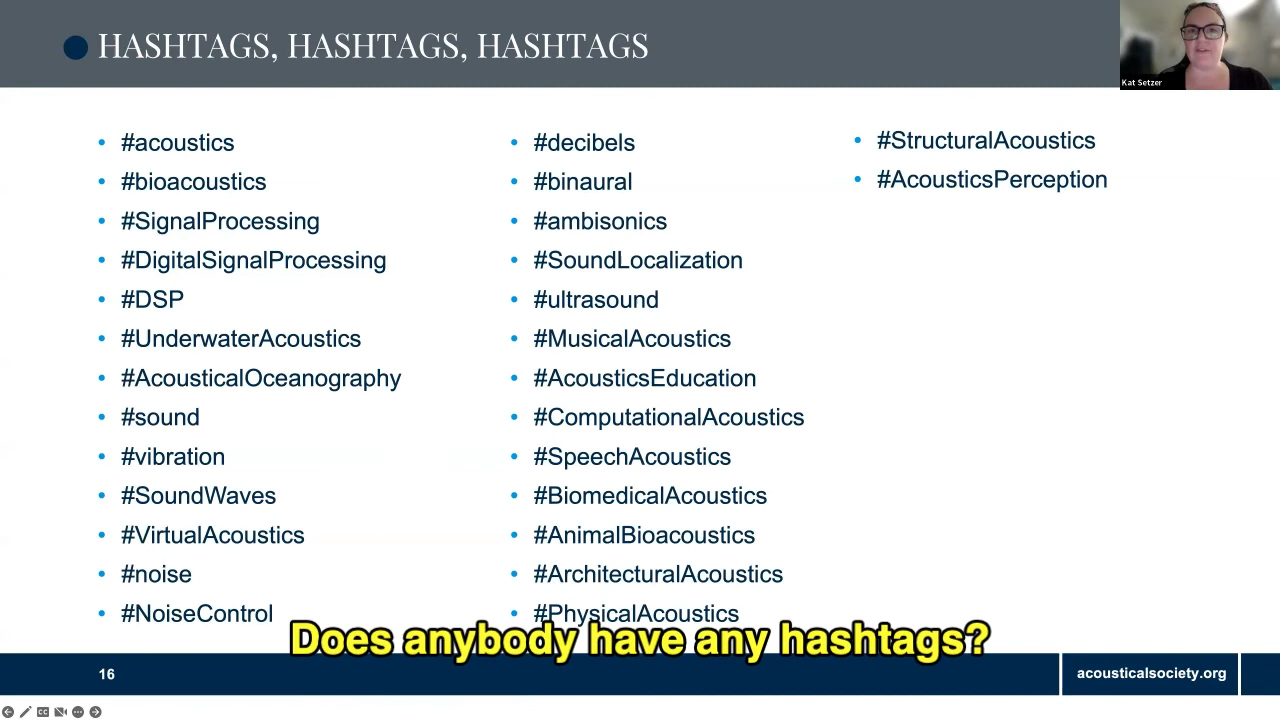 HASHTAGS, HASHTAGS, HASHTAGS
Kat Setzer
#acoustics
#bioacoustics
#SignalProcessing
#DigitalSignalProcessing
#DSP
#UnderwaterAcoustics
#AcousticalOceanography
#sound
#vibration
#SoundWaves
#VirtualAcoustics
#noise
#NoiseControl
#decibels
#binaural
#ambisonics
#SoundLocalization
#ultrasound
#MusicalAcoustics
#AcousticsEducation
#ComputationalAcoustics
#SpeechAcoustics
#BiomedicalAcoustics
#AnimalBioacoustics
#ArchitecturalAcoustics
#PhysicalAcoustics
#StructuralAcoustics
#AcousticsPerception
Does anybody have any hashtags?
16
acousticalsociety.org
CC